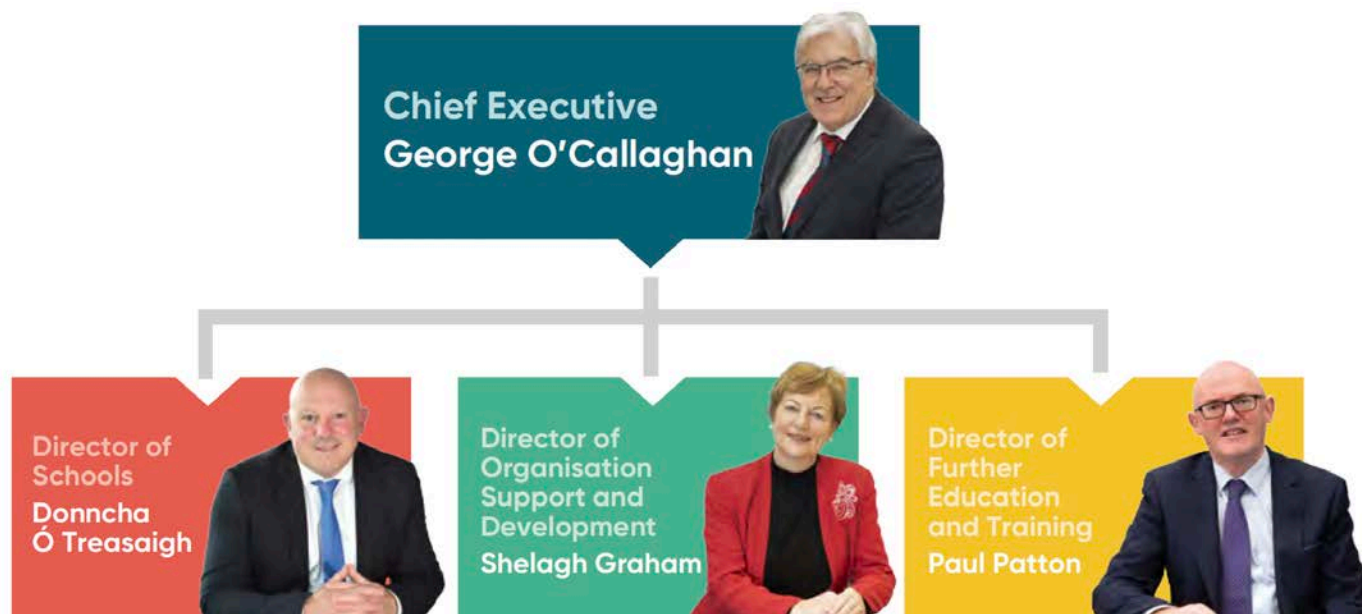 Chief Executive
George O'Callaghan
Director of
Schools
Donncha
Ó Treasaigh
Director of
Organisation
Support and
Development
Shelagh Graham
Director of
Further
Education
and Training
Paul Patton